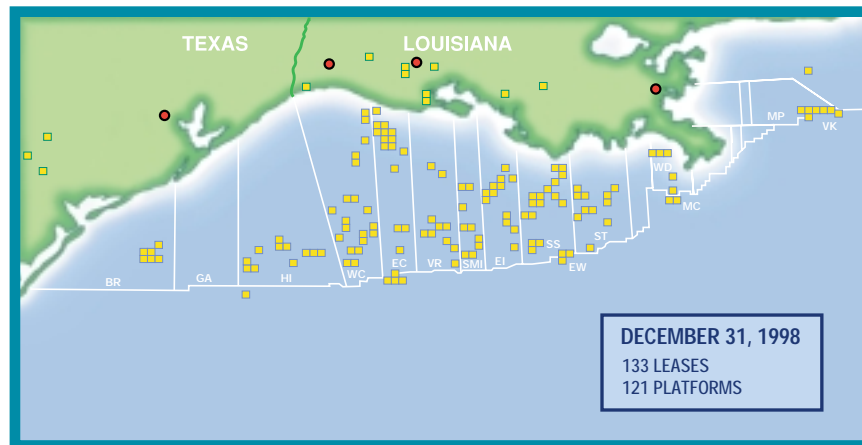 TEXAS
LOUISIANA
MP
VK
WD
MC
BR
GA
HI
WC
EC
VR
SMI
EI
SS
EW
ST
DECEMBER 31, 1998
133 LEASES
121 PLATFORMS